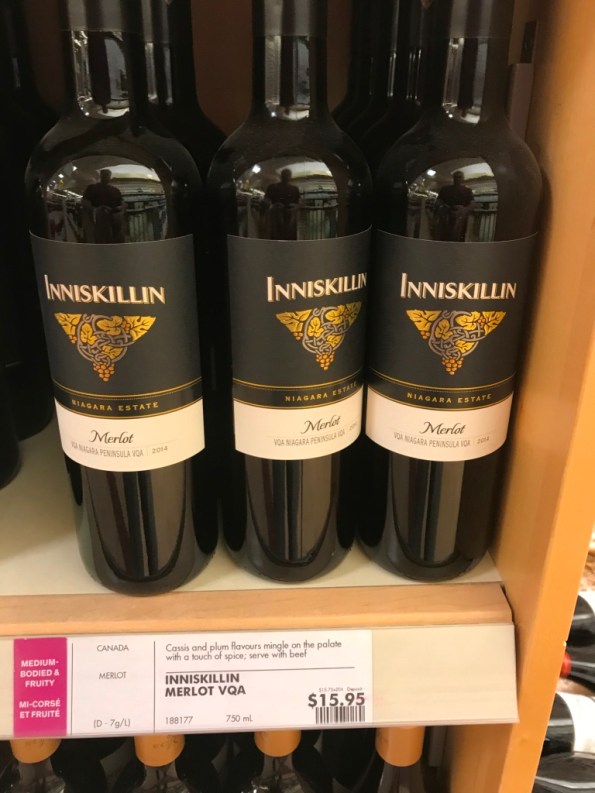 INNISKILLIN
NIAGARA ESTATE
Merlot
VQA NIAGARA PENINSULA VQA 2014
INNISKILLIN
NIAGARA ESTATE
Merlot
VQA NIAGARA PENINSULA VQA
INNISKILLIN
NIAGARA ESTATE
Merlot
VQA NIAGARA PENINSULA VQA 2014
MEDIUM-
BODIED &
FRUITY
MI-CORSÉ
ET FRUITÉ
CANADA
MERLOT
(D - 7g/L)
Cassis and plum flavours mingle on the palate
with a touch of spice; serve with beef
INNISKILLIN
MERLOT VQA
188177 750 mL
$15.95